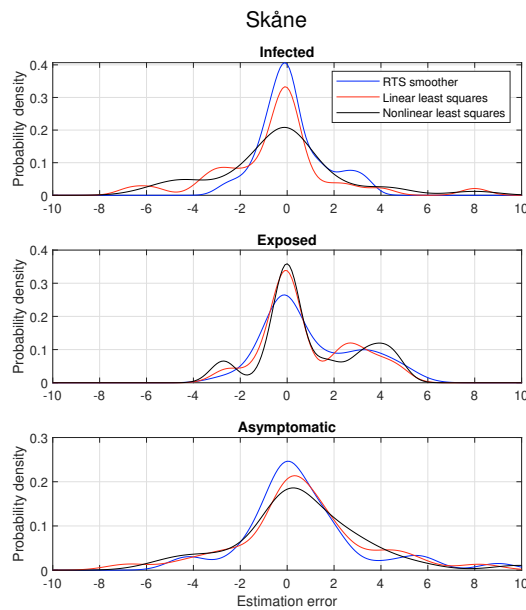 Skåne
Infected
Probability density
0.4
0.3
0.2
0.1
0
RTS smoother
Linear least squares
Nonlinear least squares
-10 -8 -6 -4 -2 0 2 4 6 8 10
Exposed
Probability density
0.4
0.3
0.2
0.1
0
-10 -8 -6 -4 -2 0 2 4 6 8 10
Asymptomatic
Probability density
0.3
0.2
0.1
0
-10 -8 -6 -4 -2 0 2 4 6 8 10
Estimation error